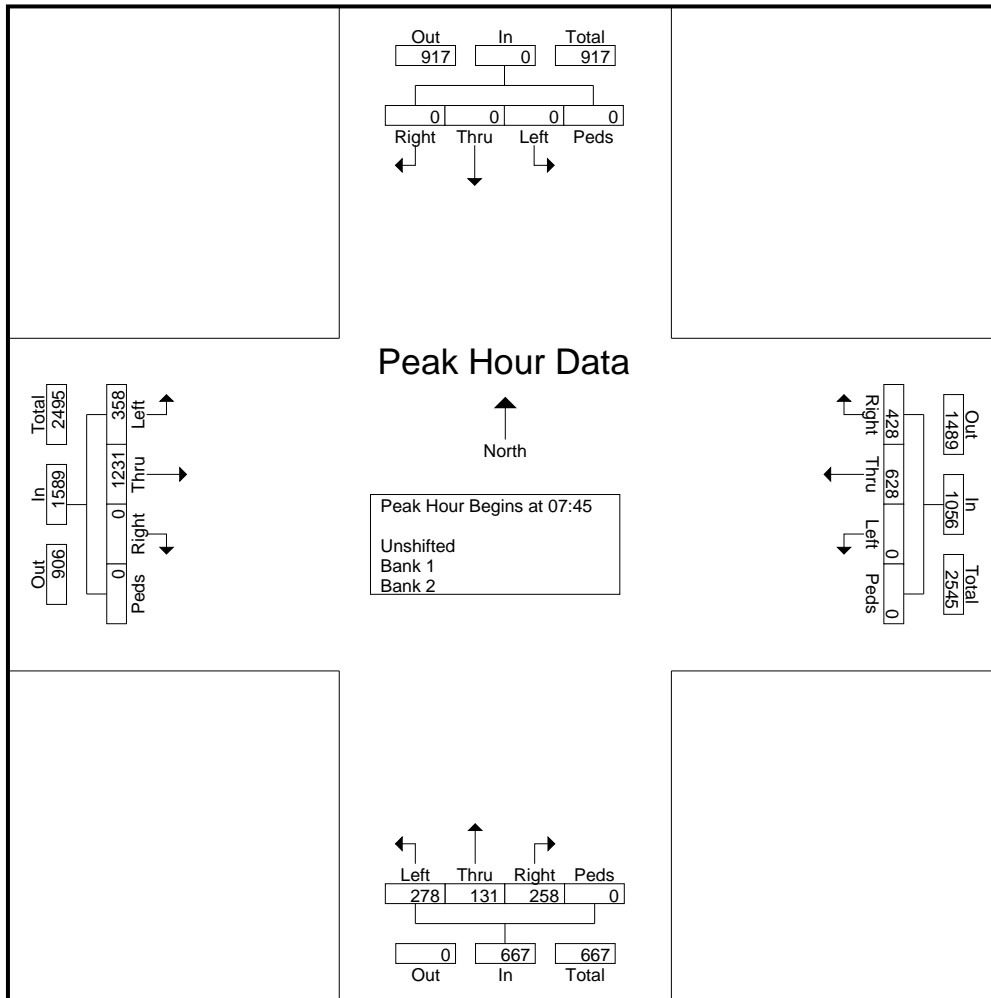 Out In Total
917 0 917
0 0 0 0
Right Thru Left Peds
Peak Hour Data
North
Peak Hour Begins at 07:45
Unshifted
Bank 1
Bank 2
Total In Out
2495 1589 906
358 1231 0 0
Left Thru Right Peds
Out In Total
1489 1056 2545
428 628 0 0
Right Thru Left Peds
Left Thru Right Peds
278 131 258 0
0 667 667
Out In Total